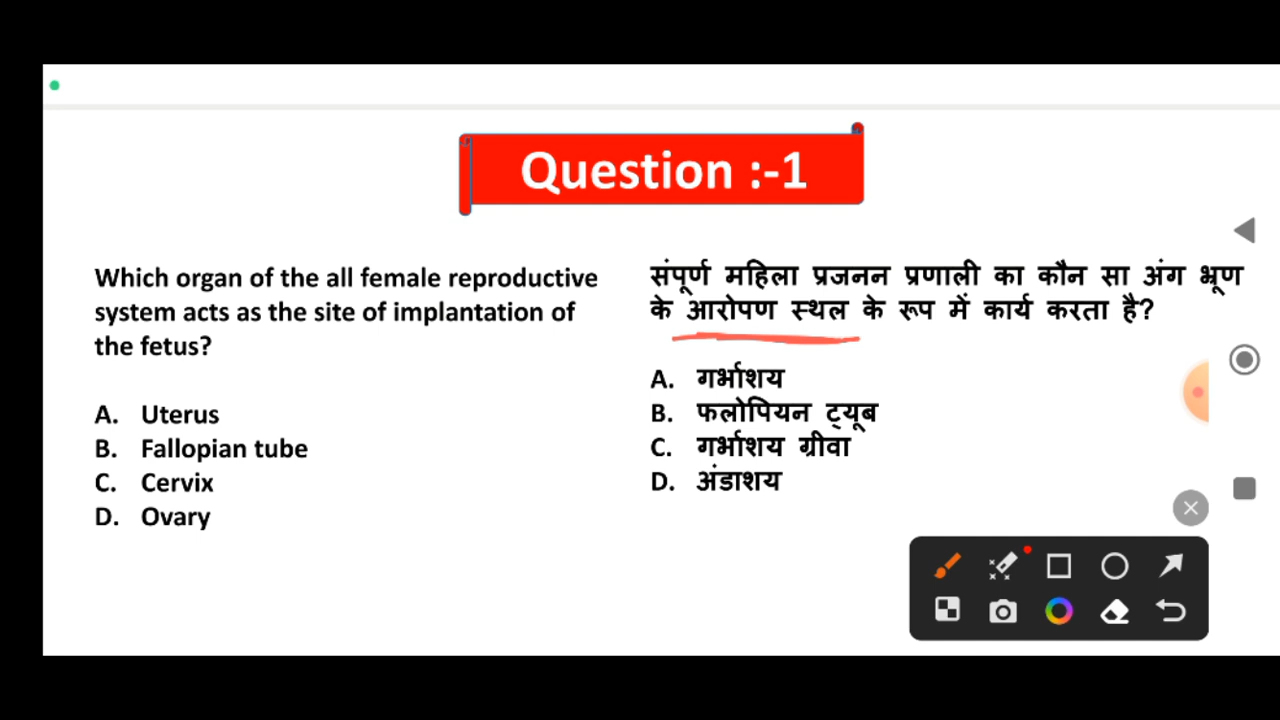 Question :-1
Which organ of the all female reproductive
system acts as the site of implantation of
the fetus?
A. Uterus
B. Fallopian tube
C. Cervix
D. Ovary
संपूर्ण महिला प्रजनन प्रणाली का कौन सा अंग भ्रूण
के आरोपण स्थल के रूप में कार्य करता है?
A. गर्भाशय
B. फलोपियन ट्यूब
C. गर्भाशय ग्रीवा
D. अंडाशय